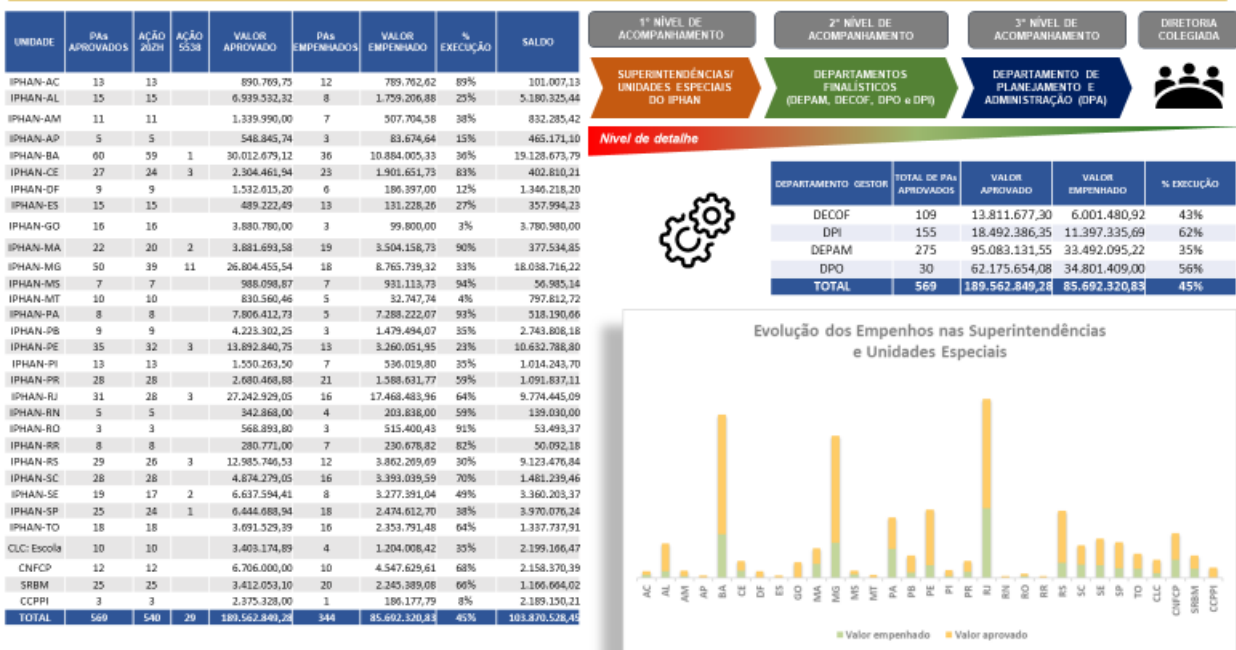 UNIDADE PAs APROVADOS AÇÃO 20ZH AÇÃO 5538 VALOR APROVADO PAs EMPENHADOS VALOR EMPENHADO % EXECUÇÃO SALDO
IPHAN-AC 13 13 890.769,75 12 789.762,62 89% 101.007,13
IPHAN-AL 15 15 6.939.532,32 8 1.759.206,88 25% 5.180.325,44
IPHAN-AM 11 11 1.339.990,00 7 507.704,58 38% 832.285,42
IPHAN-AP 5 5 548.845,74 3 83.674,64 15% 465.171,10
IPHAN-BA 60 59 1 30.012.679,12 36 10.884.005,33 36% 19.128.673,79
IPHAN-CE 27 24 3 2.304.461,94 23 1.901.651,73 83% 402.810,21
IPHAN-DF 9 9 1.532.615,20 6 186.397,00 12% 1.346.218,20
IPHAN-ES 15 15 489.222,49 13 131.228,26 27% 357.994,23
IPHAN-GO 16 16 3.880.780,00 3 99.800,00 3% 3.780.980,00
IPHAN-MA 22 20 2 3.881.693,58 19 3.504.158,73 90% 377.534,85
IPHAN-MG 50 39 11 26.804.455,54 18 8.765.739,32 33% 18.038.716,22
IPHAN-MS 7 7 988.098,87 7 931.113,73 94% 56.985,14
IPHAN-MT 10 10 830.560,46 5 32.747,74 4% 797.812,72
IPHAN-PA 8 8 7.806.412,73 5 7.288.222,07 93% 518.190,66
IPHAN-PB 9 9 4.223.302,25 3 1.479.494,07 35% 2.743.808,18
IPHAN-PE 35 32 3 13.892.840,75 13 3.260.051,95 23% 10.632.788,80
IPHAN-PI 13 13 1.550.263,50 7 536.019,80 35% 1.014.243,70
IPHAN-PR 28 28 2.680.468,88 21 1.588.631,77 59% 1.091.837,11
IPHAN-RJ 31 28 3 27.242.929,05 16 17.468.483,96 64% 9.774.445,09
IPHAN-RN 5 5 342.868,00 4 203.838,00 59% 139.030,00
IPHAN-RO 3 3 568.893,80 3 515.400,43 91% 53.493,37
IPHAN-RR 8 8 280.771,00 7 230.678,82 82% 50.092,18
IPHAN-RS 29 26 3 12.985.746,53 12 3.862.269,69 30% 9.123.476,84
IPHAN-SC 28 28 4.874.279,05 16 3.393.039,59 70% 1.481.239,46
IPHAN-SE 19 17 2 6.637.594,41 8 3.277.391,04 49% 3.360.203,37
IPHAN-SP 25 24 1 6.444.688,94 18 2.474.612,70 38% 3.970.076,24
IPHAN-TO 18 18 3.691.529,39 16 2.353.791,48 64% 1.337.737,91
CLC: Escola 10 10 3.403.174,89 4 1.204.008,42 35% 2.199.166,47
CNFCP 12 12 6.706.000,00 10 4.547.629,61 68% 2.158.370,39
SRBM 25 25 3.412.053,10 20 2.245.389,08 66% 1.166.664,02
CCPPI 3 3 2.375.328,00 1 186.177,79 8% 2.189.150,21
TOTAL 569 540 29 189.562.849,28 344 85.692.320,83 45% 103.870.528,45
1º NÍVEL DE
ACOMPANHAMENTO
2º NÍVEL DE
ACOMPANHAMENTO
3º NÍVEL DE
ACOMPANHAMENTO
DIRETORIA
COLEGIADA
SUPERINTENDÊNCIAS/
UNIDADES ESPECIAIS
DO IPHAN
DEPARTAMENTOS
FINALÍSTICOS
(DEPAM, DECOF, DPO e DPI)
DEPARTAMENTO DE
PLANEJAMENTO E
ADMINISTRAÇÃO (DPA)
Nível de detalhe
DEPARTAMENTO GESTOR TOTAL DE PAs APROVADOS VALOR APROVADO VALOR EMPENHADO % EXECUÇÃO
DECOF 109 13.811.677,30 6.001.480,92 43%
DPI 155 18.492.386,35 11.397.335,69 62%
DEPAM 275 95.083.131,55 33.492.095,22 35%
DPO 30 62.175.654,08 34.801.409,00 56%
TOTAL 569 189.562.849,28 85.692.320,83 45%
Evolução dos Empenhos nas Superintendências
e Unidades Especiais
AC AL AM AP BA CE DF ES GO MA MG MS MT PA PB PE PI PR RJ RN RO RR RS SC SE SP TO CLC CNFCP SRBM CCPPI
Valor empenhado Valor aprovado